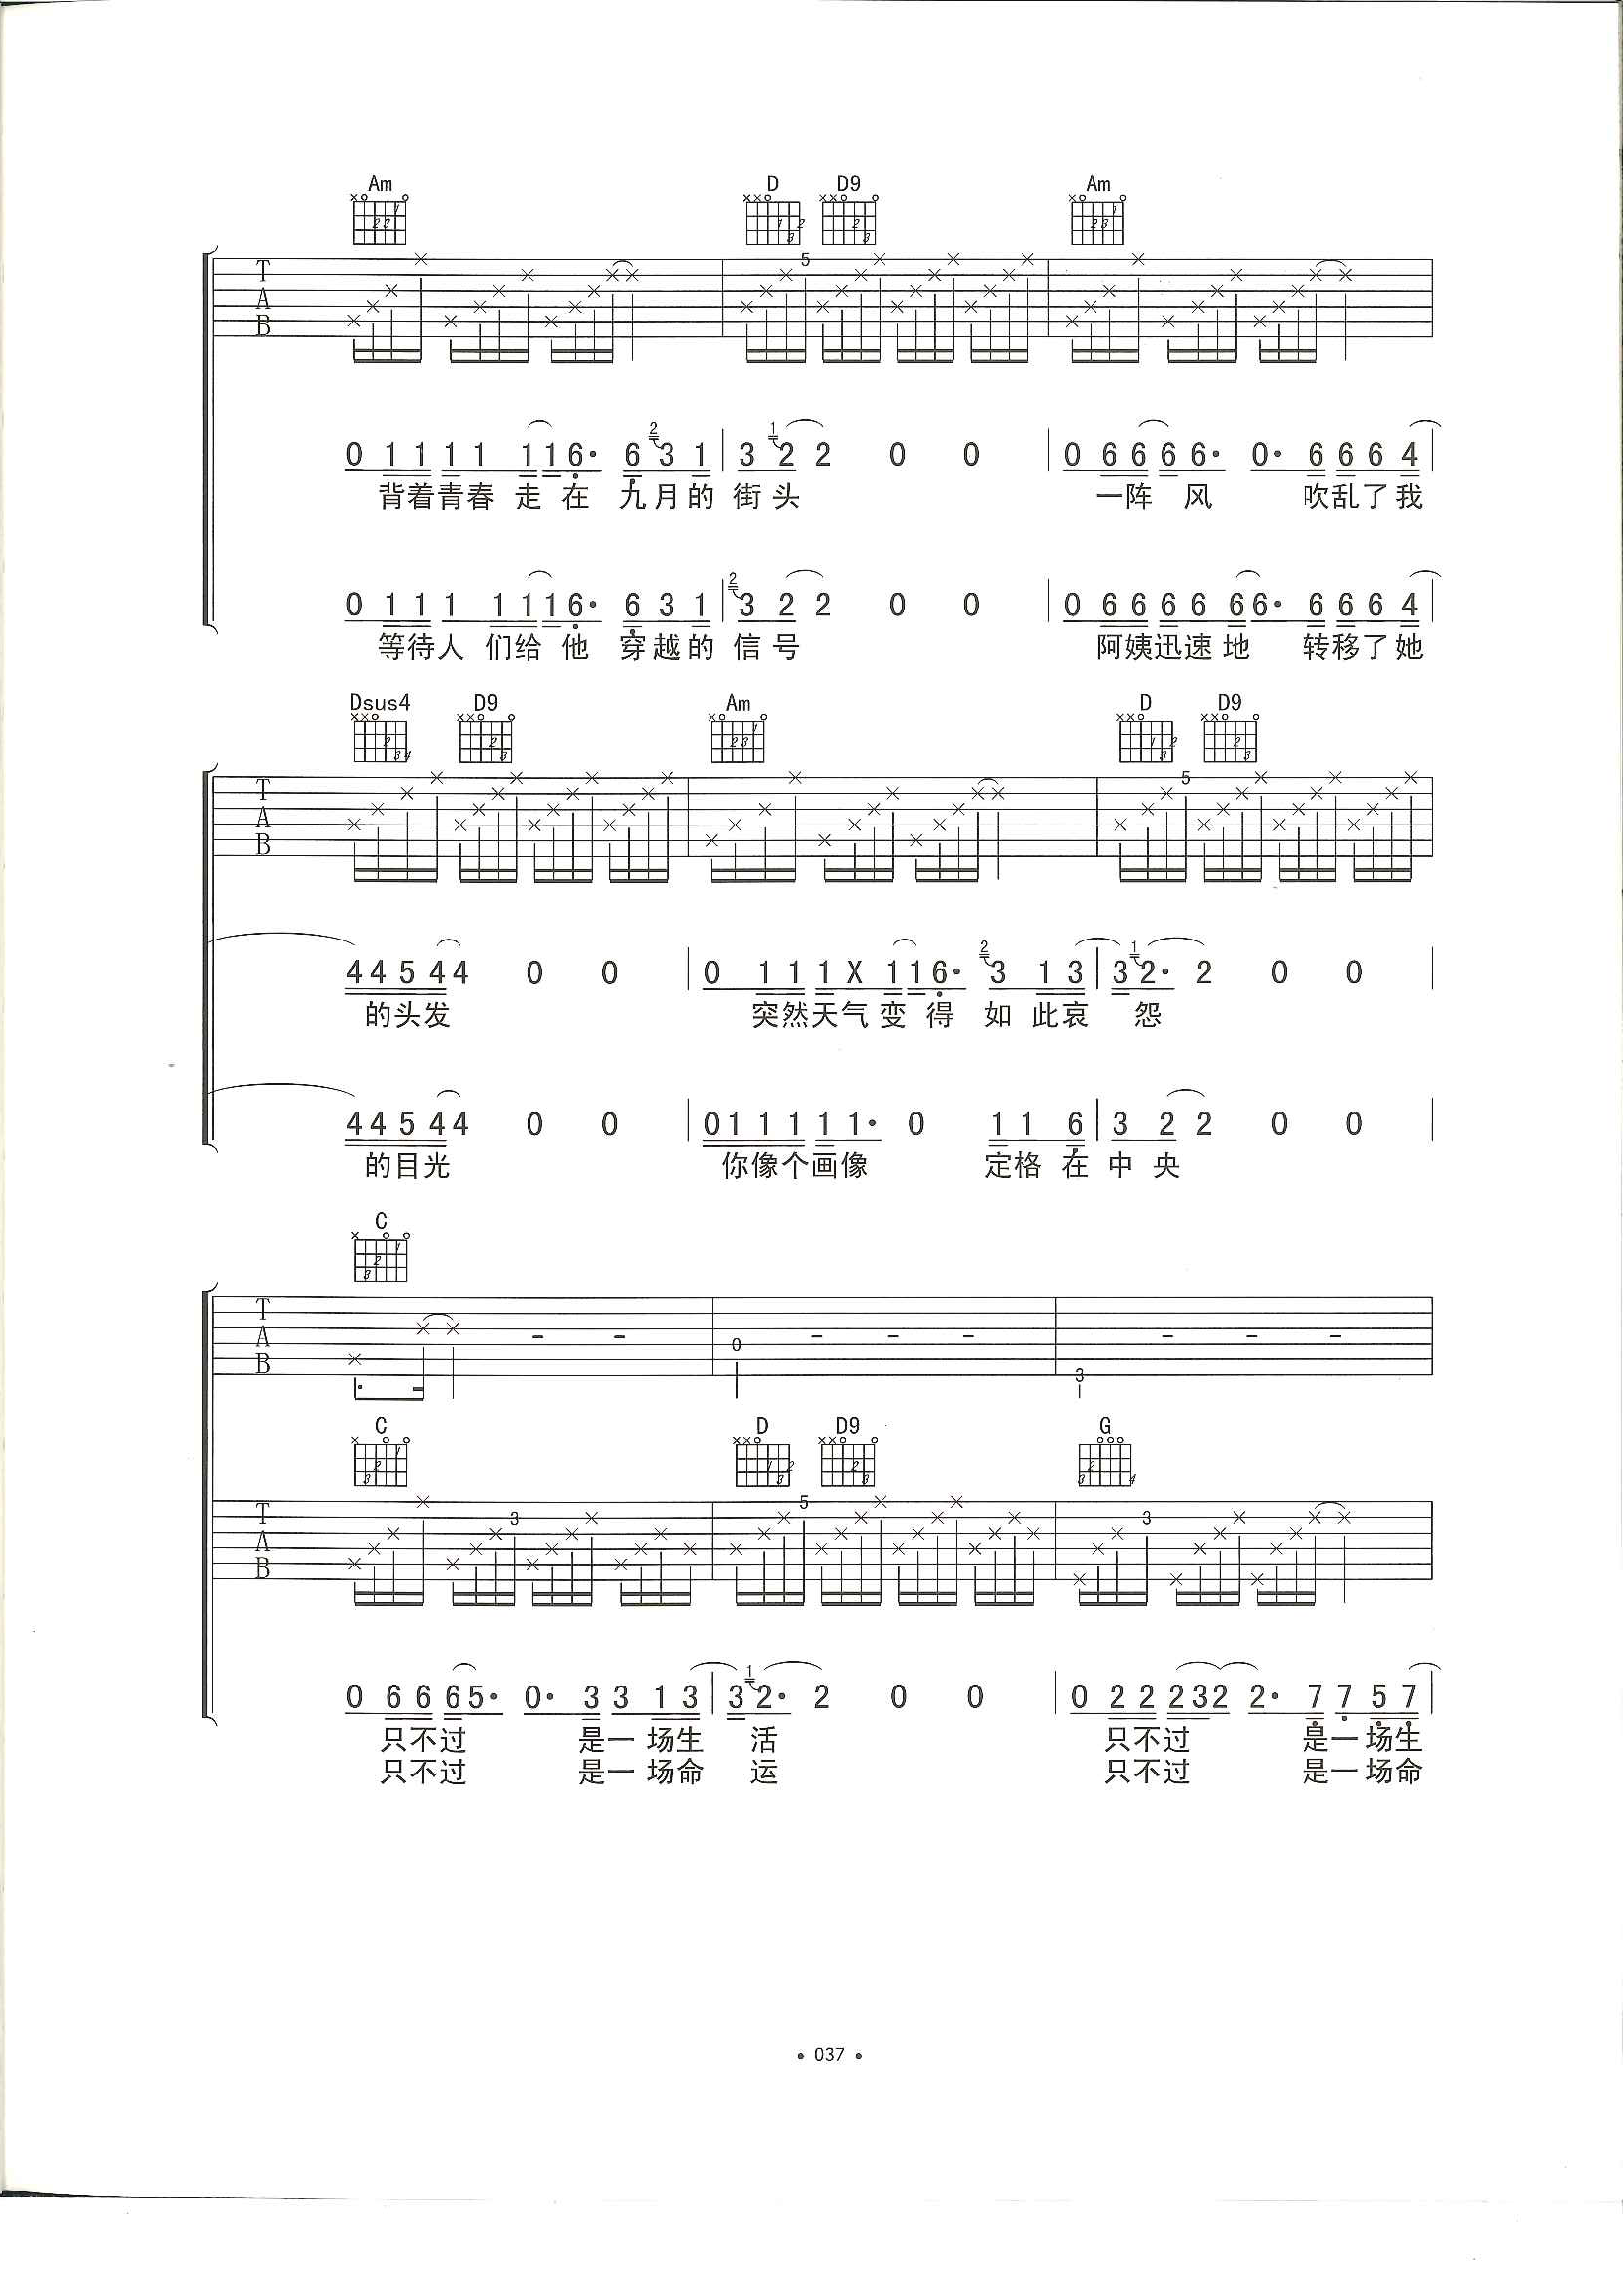 Am D D9 Am
5
T
A
B
0 1 1 1 1 1 1 6· 6 2 3 1 3 1 2 2 0 0 0 6 6 6 6· 0· 6 6 6 4
背着青春 走 在 九月的 街头 一阵 风 吹乱了我
0 1 1 1 1 1 1 6· 6 3 1 2 3 2 2 0 0 0 6 6 6 6 6 6· 6 6 6 4
等待人 们给 他 穿越的 信号 阿姨迅速地 转移了她
Dsus4 D9 Am D D9
5
T
A
B
4 4 5 4 4 0 0 0 1 1 1 X 1 1 6· 2 3 1 3 3 1 2· 2 0 0
的头发 突然天气 变 得 如 此哀 怨
4 4 5 4 4 0 0 0 1 1 1 1 1· 0 1 1 6 3 2 2 0 0
的目光 你像个画像 定格 在 中 央
C
T
A
B
- - 0 - - - 3 - - -
C D D9 G
3 5 3
T
A
B
0 6 6 6 5· 0· 3 3 1 3 3 1 2· 2 0 0 0 2 2 2 3 2 2· 7 7 5 7
只不过 是一 场生 活 只不过 是一 场生
只不过 是一 场命 运 只不过 是一 场命
• 037 •